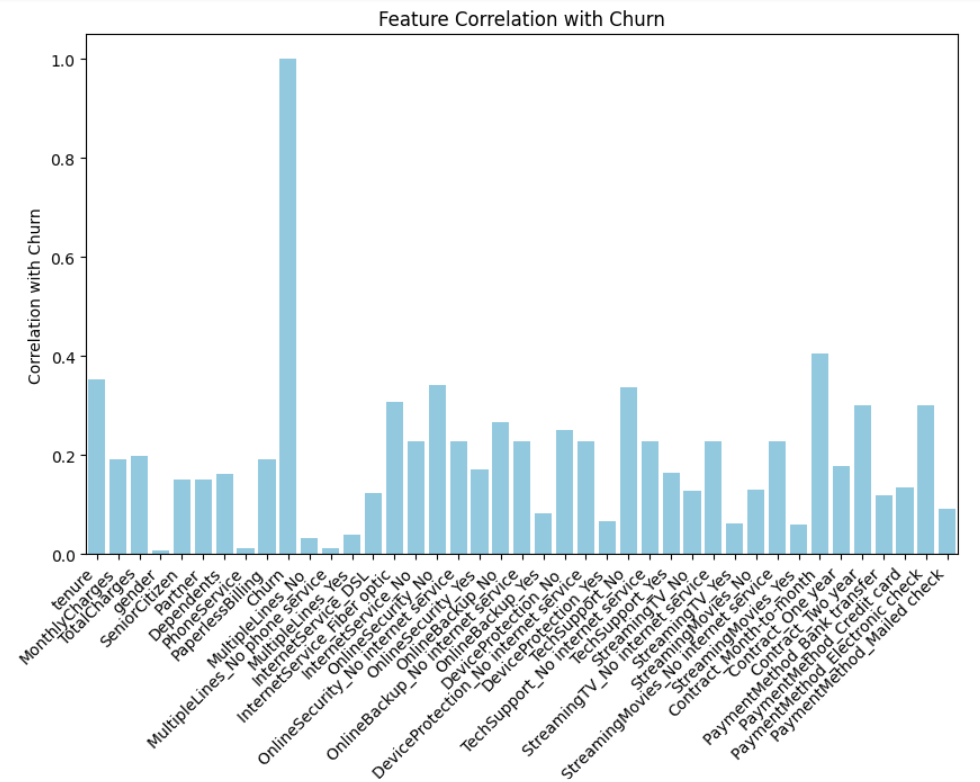 Feature Correlation with Churn
Correlation with Churn
1.0
0.8
0.6
0.4
0.2
0.0
tenure
MonthlyCharges
TotalCharges
gender
SeniorCitizen
Partner
Dependents
PhoneService
PaperlessBilling
Churn
MultipleLines_No
MultipleLines_No phone service
MultipleLines_Yes
InternetService_DSL
InternetService_Fiber optic
InternetService_No
OnlineSecurity_No
OnlineSecurity_No internet service
OnlineSecurity_Yes
OnlineBackup_No
OnlineBackup_No internet service
OnlineBackup_Yes
DeviceProtection_No
DeviceProtection_No internet service
DeviceProtection_Yes
TechSupport_No
TechSupport_No internet service
TechSupport_Yes
StreamingTV_No
StreamingTV_No internet service
StreamingTV_Yes
StreamingMovies_No
StreamingMovies_No internet service
StreamingMovies_Yes
Contract_Month-to-month
Contract_One year
Contract_Two year
PaymentMethod_Bank transfer
PaymentMethod_Credit card
PaymentMethod_Electronic check
PaymentMethod_Mailed check